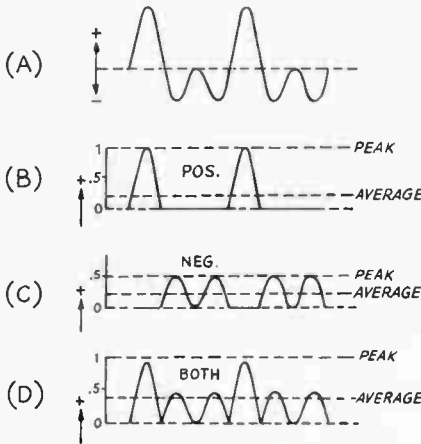 (A)
+
−
(B)
+
1
.5
0
POS.
PEAK
AVERAGE
(C)
+
.5
0
NEG.
PEAK
AVERAGE
(D)
+
1
.5
0
BOTH
PEAK
AVERAGE